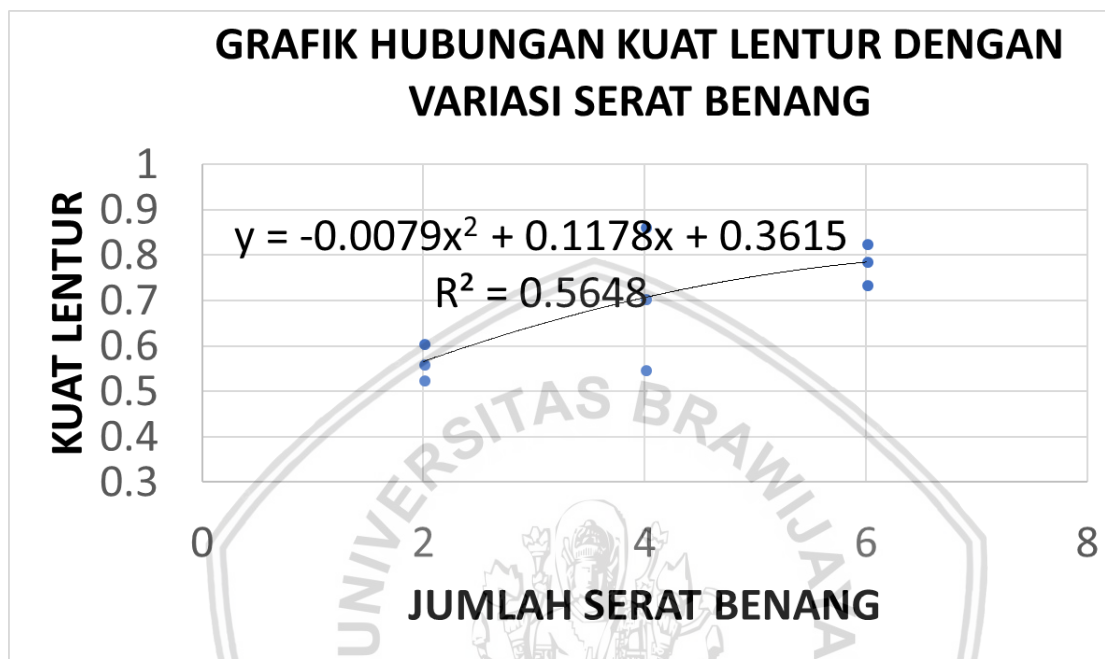 GRAFIK HUBUNGAN KUAT LENTUR DENGAN
VARIASI SERAT BENANG
KUAT LENTUR
1
0.9
0.8
0.7
0.6
0.5
0.4
0.3
y = -0.0079x² + 0.1178x + 0.3615
R² = 0.5648
0 2 4 6 8
JUMLAH SERAT BENANG
UNIVERSITAS BRAWIJAYA